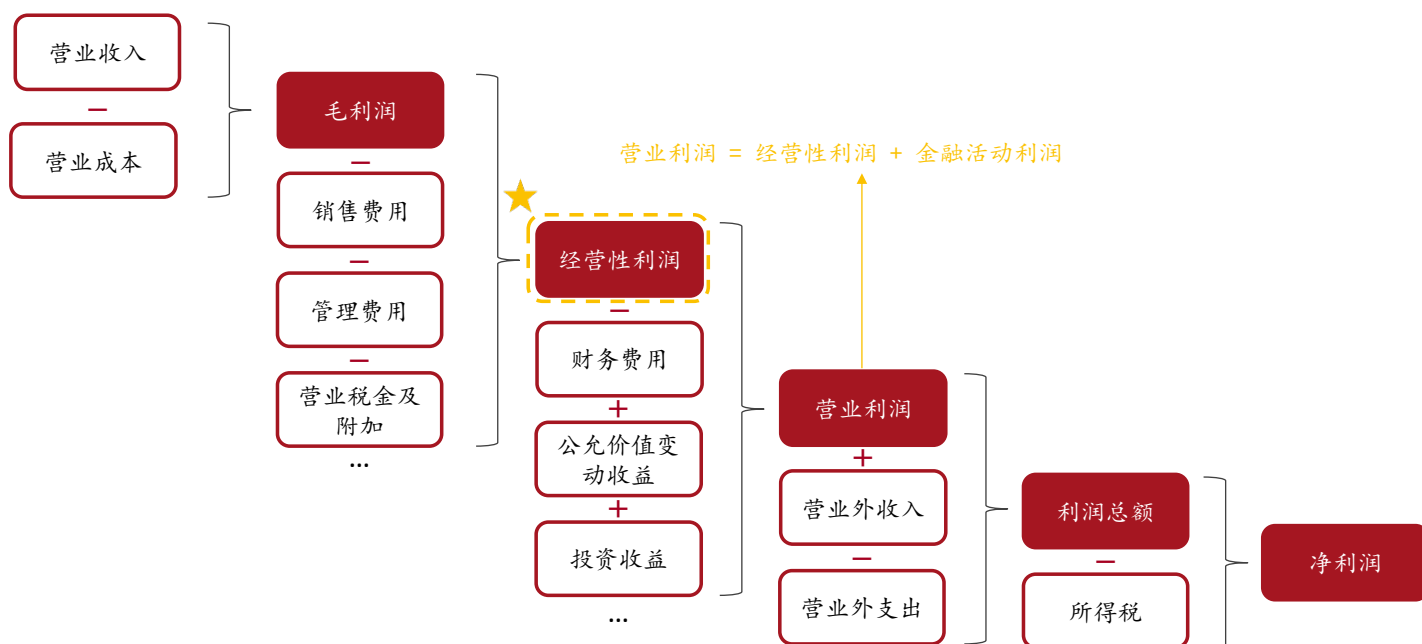 营业收入
−
营业成本
毛利润
−
销售费用
−
管理费用
−
营业税金及
附加
...
营业利润 = 经营性利润 + 金融活动利润
经营性利润
−
财务费用
+
公允价值变
动收益
+
投资收益
...
营业利润
+
营业外收入
−
营业外支出
利润总额
−
所得税
净利润